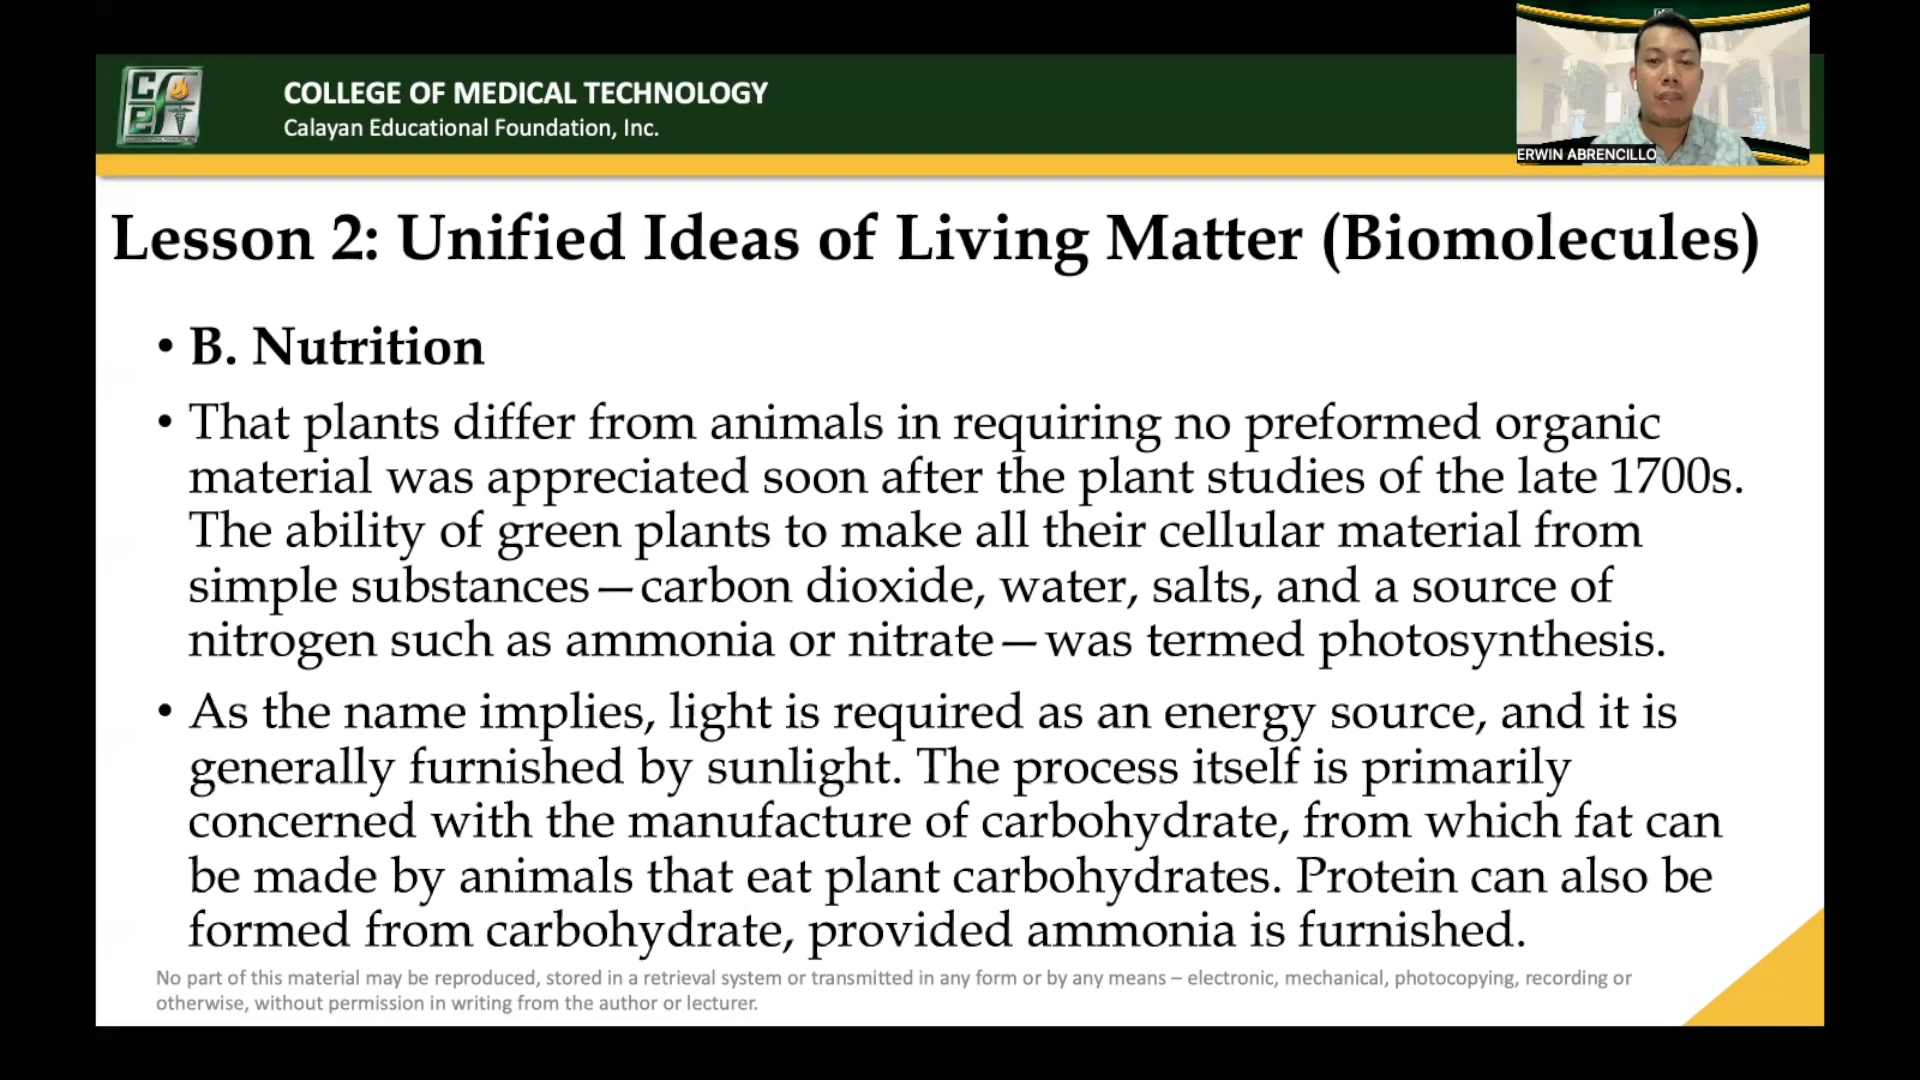 COLLEGE OF MEDICAL TECHNOLOGY
Calayan Educational Foundation, Inc.
ERWIN ABRENCILLO
Lesson 2: Unified Ideas of Living Matter (Biomolecules)
• B. Nutrition
• That plants differ from animals in requiring no preformed organic
material was appreciated soon after the plant studies of the late 1700s.
The ability of green plants to make all their cellular material from
simple substances—carbon dioxide, water, salts, and a source of
nitrogen such as ammonia or nitrate—was termed photosynthesis.
• As the name implies, light is required as an energy source, and it is
generally furnished by sunlight. The process itself is primarily
concerned with the manufacture of carbohydrate, from which fat can
be made by animals that eat plant carbohydrates. Protein can also be
formed from carbohydrate, provided ammonia is furnished.
No part of this material may be reproduced, stored in a retrieval system or transmitted in any form or by any means – electronic, mechanical, photocopying, recording or
otherwise, without permission in writing from the author or lecturer.